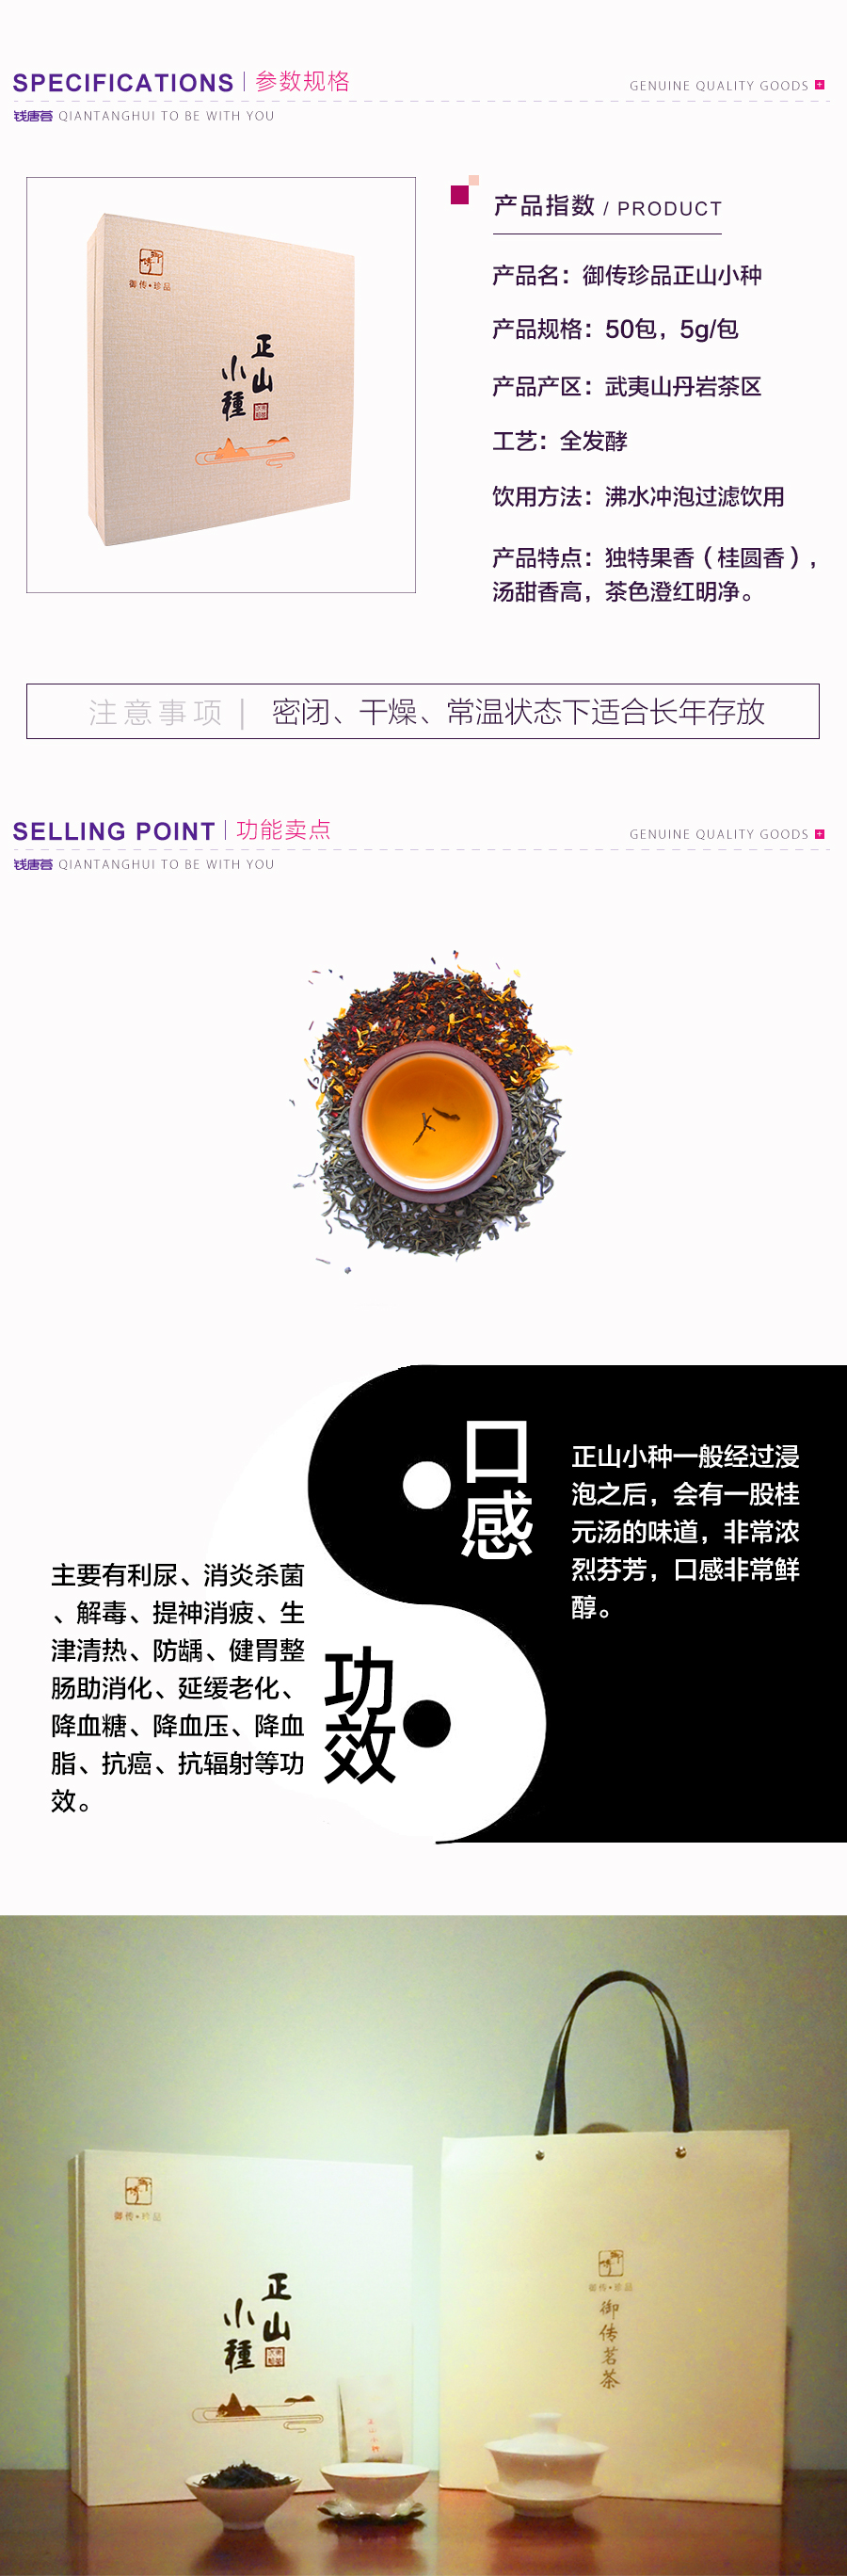 SPECIFICATIONS | 参数规格
GENUINE QUALITY GOODS
钱唐荟 QIANTANGHUI TO BE WITH YOU
御传·珍品
正山
小種
产品指数 / PRODUCT
产品名：御传珍品正山小种
产品规格：50包，5g/包
产品产区：武夷山丹岩茶区
工艺：全发酵
饮用方法：沸水冲泡过滤饮用
产品特点：独特果香（桂圆香），
汤甜香高，茶色澄红明净。
注意事项 | 密闭、干燥、常温状态下适合长年存放
SELLING POINT | 功能卖点
GENUINE QUALITY GOODS
钱唐荟 QIANTANGHUI TO BE WITH YOU
口感
正山小种一般经过浸
泡之后，会有一股桂
元汤的味道，非常浓
烈芬芳，口感非常鲜
醇。
功效
主要有利尿、消炎杀菌
、解毒、提神消疲、生
津清热、防龋、健胃整
肠助消化、延缓老化、
降血糖、降血压、降血
脂、抗癌、抗辐射等功
效。
御传·珍品
正山
小種
正山小種
御传·珍品
御传茗茶